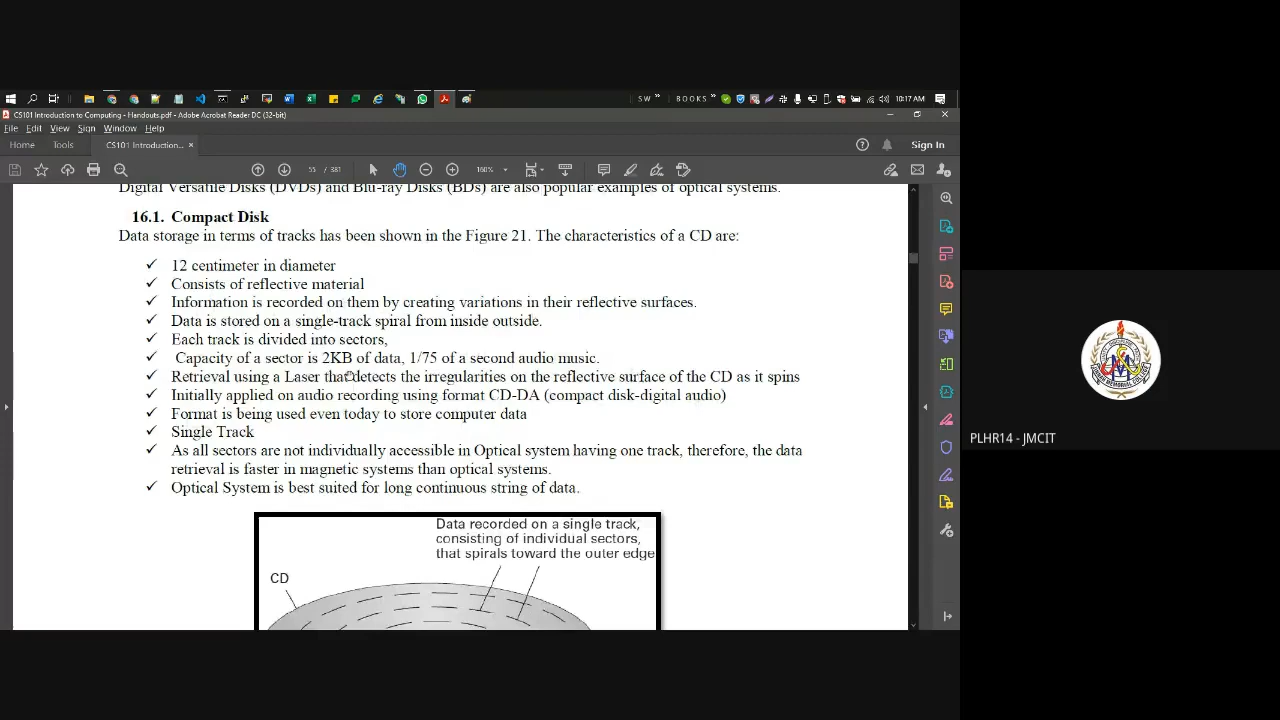 SW
BOOKS
10:17 AM
CS101 Introduction to Computing - Handouts.pdf - Adobe Acrobat Reader DC (32-bit)
File Edit View Sign Window Help
Home Tools CS101 Introduction... × Sign In
55 / 381 160%
Digital Versatile Disks (DVDs) and Blu-ray Disks (BDs) are also popular examples of optical systems.
16.1. Compact Disk
Data storage in terms of tracks has been shown in the Figure 21. The characteristics of a CD are:
✓ 12 centimeter in diameter
✓ Consists of reflective material
✓ Information is recorded on them by creating variations in their reflective surfaces.
✓ Data is stored on a single-track spiral from inside outside.
✓ Each track is divided into sectors,
✓ Capacity of a sector is 2KB of data, 1/75 of a second audio music.
✓ Retrieval using a Laser that detects the irregularities on the reflective surface of the CD as it spins
✓ Initially applied on audio recording using format CD-DA (compact disk-digital audio)
✓ Format is being used even today to store computer data
✓ Single Track
✓ As all sectors are not individually accessible in Optical system having one track, therefore, the data
retrieval is faster in magnetic systems than optical systems.
✓ Optical System is best suited for long continuous string of data.
Data recorded on a single track,
consisting of individual sectors,
that spirals toward the outer edge
CD
PLHR14 - JMCIT